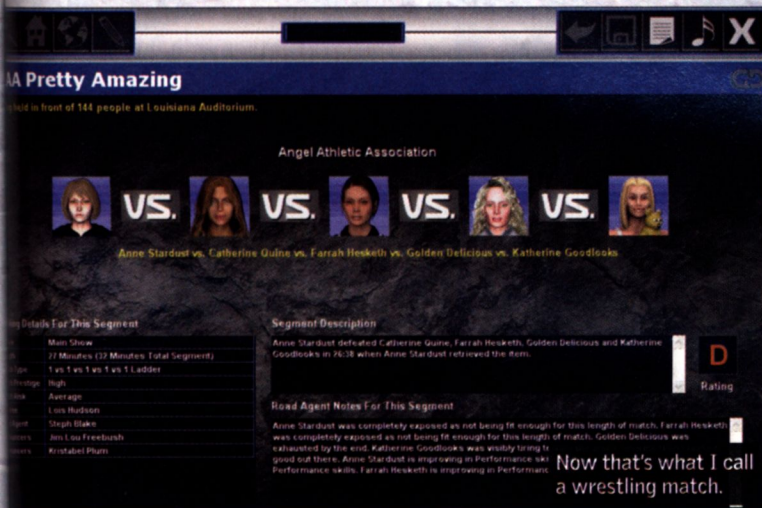 AA Pretty Amazing
held in front of 144 people at Louisiana Auditorium.
Angel Athletic Association
VS. VS. VS. VS.
Anne Stardust vs. Catherine Quine vs. Farrah Hesketh vs. Golden Delicious vs. Katherine Goodlooks
Details For This Segment
Main Show
27 Minutes (32 Minutes Total Segment)
Type 1 vs 1 vs 1 vs 1 vs 1 Ladder
Prestige High
Average
Lois Hudson
Steph Blake
Jim Lou Freebush
Kristabel Plum
Segment Description
Anne Stardust defeated Catherine Quine, Farrah Hesketh, Golden Delicious and Katherine
Goodlooks in 26:38 when Anne Stardust retrieved the item.
D
Rating
Road Agent Notes For This Segment
Anne Stardust was completely exposed as not being fit enough for this length of match. Farrah Hesketh
was completely exposed as not being fit enough for this length of match. Golden Delicious was
exhausted by the end. Katherine Goodlooks was visibly tiring
good out there. Anne Stardust is improving in Performance
Performance skills. Farrah Hesketh is improving in
Now that's what I call
a wrestling match.